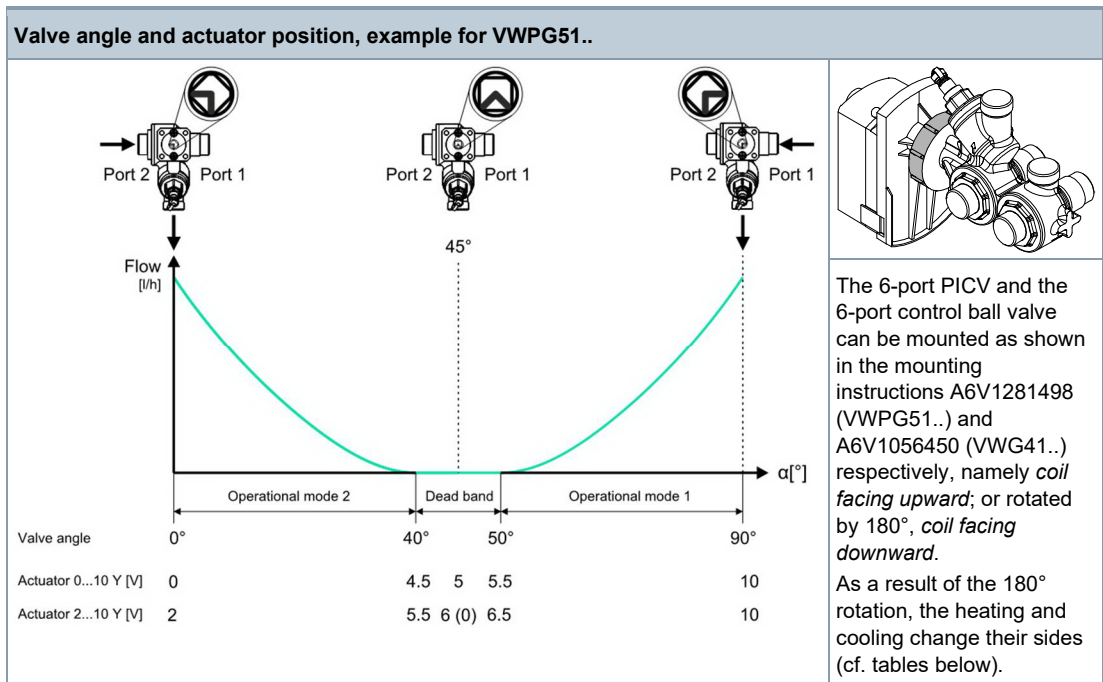 Valve angle and actuator position, example for VWPG51..
Port 2 Port 1
Port 2 Port 1
Port 2 Port 1
45°
Flow
[l/h]
α[°]
Operational mode 2
Dead band
Operational mode 1
Valve angle 0° 40° 50° 90°
Actuator 0...10 Y [V] 0 4.5 5 5.5 10
Actuator 2...10 Y [V] 2 5.5 6 (0) 6.5 10
The 6-port PICV and the
6-port control ball valve
can be mounted as shown
in the mounting
instructions A6V1281498
(VWPG51..) and
A6V1056450 (VWG41..)
respectively, namely coil
facing upward; or rotated
by 180°, coil facing
downward.
As a result of the 180°
rotation, the heating and
cooling change their sides
(cf. tables below).